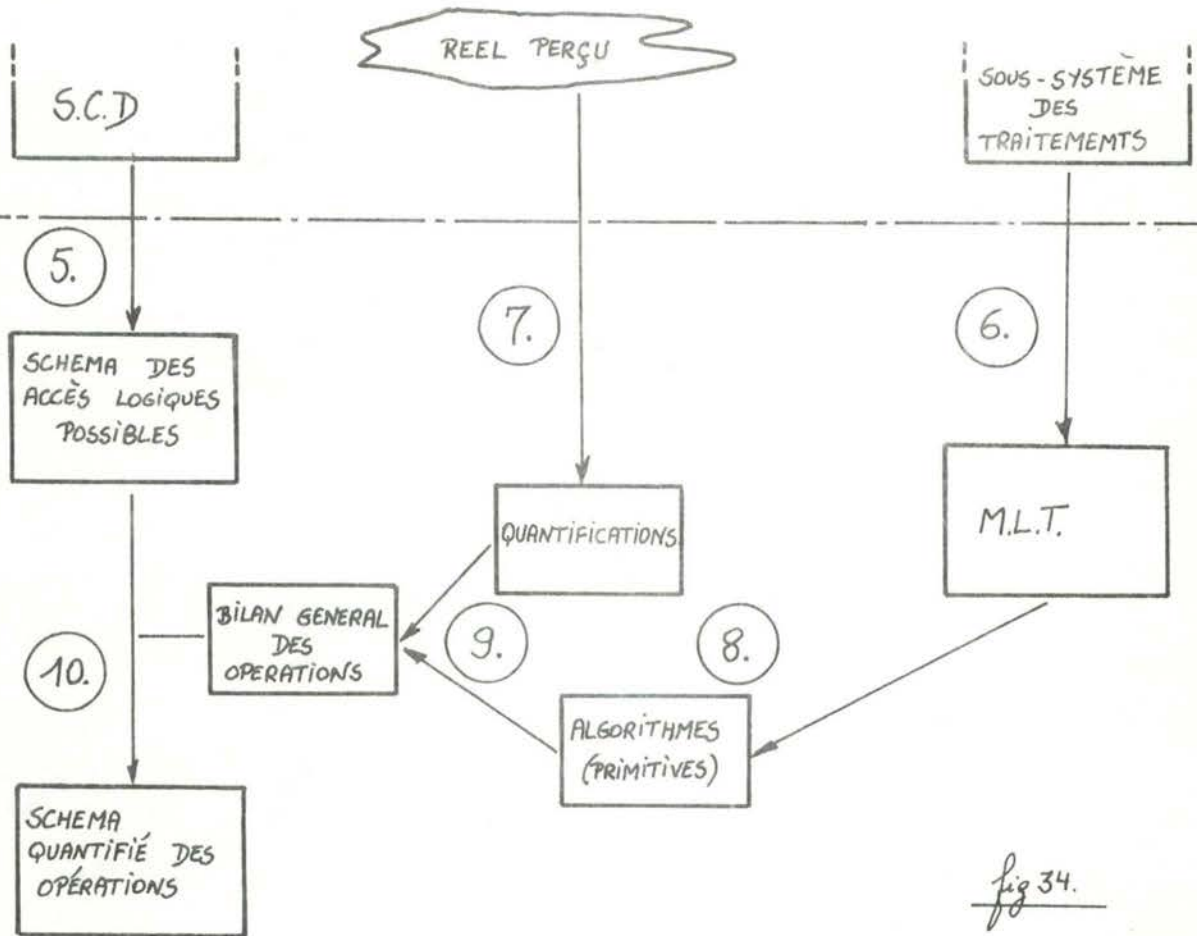 REEL PERÇU
S.C.D
SOUS-SYSTÈME
DES
TRAITEMEMTS
5.
7.
6.
SCHEMA DES
ACCÈS LOGIQUES
POSSIBLES
QUANTIFICATIONS
M.L.T.
BILAN GENERAL
DES
OPERATIONS
9.
8.
10.
ALGORITHMES
(PRIMITIVES)
SCHEMA
QUANTIFIÉ DES
OPÉRATIONS
fig 34.